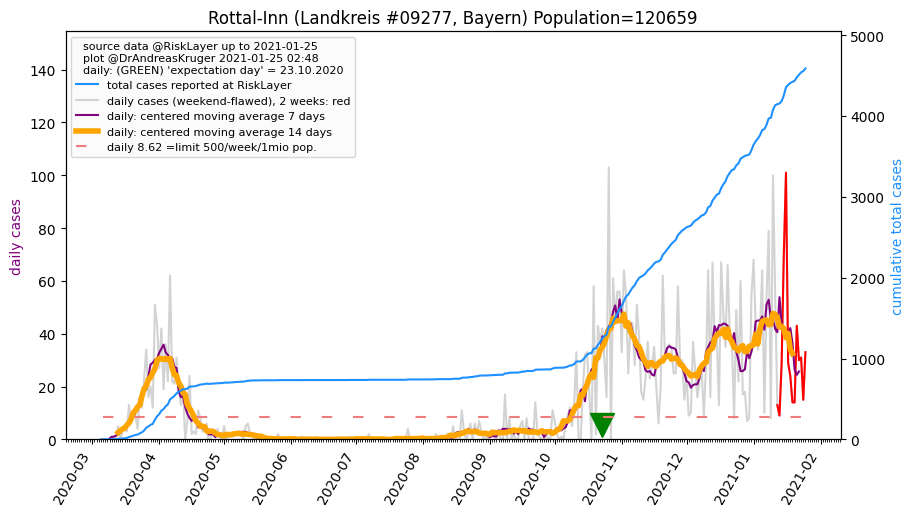 Rottal-Inn (Landkreis #09277, Bayern) Population=120659
source data @RiskLayer up to 2021-01-25
plot @DrAndreasKruger 2021-01-25 02:48
daily: (GREEN) 'expectation day' = 23.10.2020
total cases reported at RiskLayer
daily cases (weekend-flawed), 2 weeks: red
daily: centered moving average 7 days
daily: centered moving average 14 days
daily 8.62 =limit 500/week/1mio pop.
daily cases
140
120
100
80
60
40
20
0
cumulative total cases
5000
4000
3000
2000
1000
0
2020-03
2020-04
2020-05
2020-06
2020-07
2020-08
2020-09
2020-10
2020-11
2020-12
2021-01
2021-02